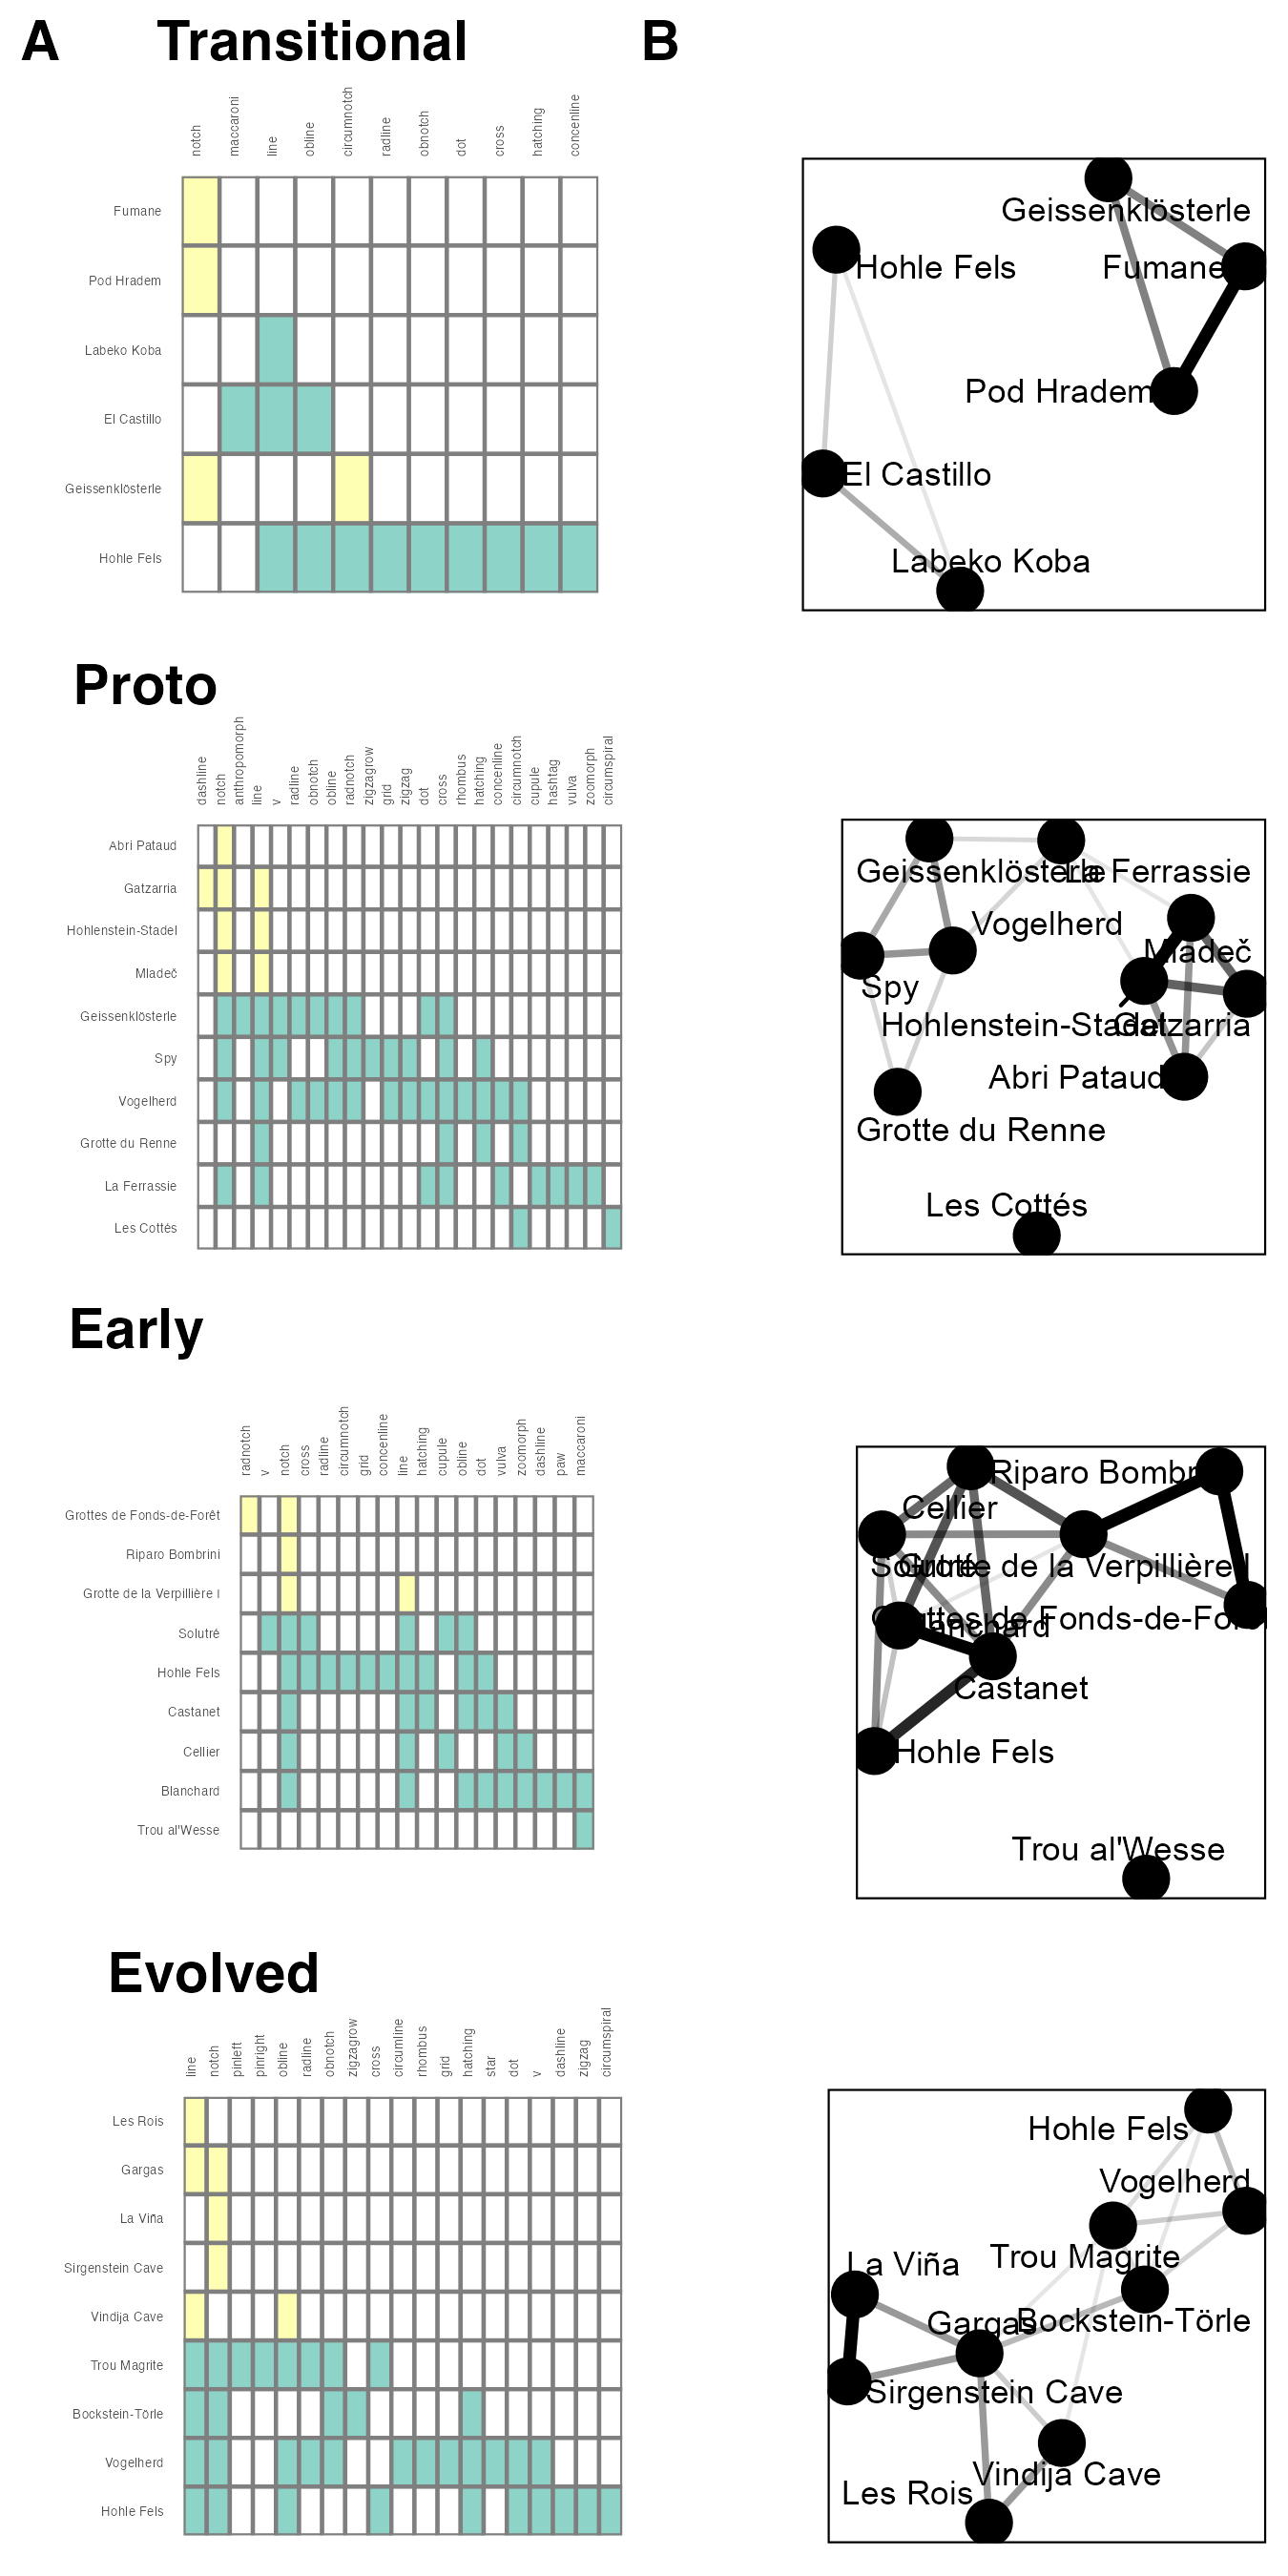 A Transitional B
notch maccaroni line obline circumnotch radline obnotch dot cross hatching concenline
Fumane
Pod Hradem
Labeko Koba
El Castillo
Geissenklösterle
Hohle Fels
Geissenklösterle
Hohle Fels
Fumane
Pod Hradem
El Castillo
Labeko Koba
Proto
dashline notch anthropomorph line v radline obnotch obline radnotch zigzagrow grid zigzag dot cross rhombus hatching concenline circumnotch cupule hashtag vulva zoomorph circumspiral
Abri Pataud
Gatzarria
Hohlenstein-Stadel
Mladeč
Geissenklösterle
Spy
Vogelherd
Grotte du Renne
La Ferrassie
Les Cottés
Geissenklösterle
La Ferrassie
Vogelherd
Mladeč
Spy
Hohlenstein-Stadel
Gatzarria
Abri Pataud
Grotte du Renne
Les Cottés
Early
radnotch v notch cross radline circumnotch grid concenline line hatching cupule obline dot vulva zoomorph dashline paw maccaroni
Grottes de Fonds-de-Forêt
Riparo Bombrini
Grotte de la Verpillière I
Solutré
Hohle Fels
Castanet
Cellier
Blanchard
Trou al'Wesse
Riparo Bombrini
Cellier
Solutré
Grotte de la Verpillière I
Grottes de Fonds-de-Forêt
Blanchard
Castanet
Hohle Fels
Trou al'Wesse
Evolved
line notch pinleft pinright obline radline obnotch zigzagrow cross circumline rhombus grid hatching star dot v dashline zigzag circumspiral
Les Rois
Gargas
La Viña
Sirgenstein Cave
Vindija Cave
Trou Magrite
Bockstein-Törle
Vogelherd
Hohle Fels
Hohle Fels
Vogelherd
Trou Magrite
La Viña
Gargas
Bockstein-Törle
Sirgenstein Cave
Vindija Cave
Les Rois